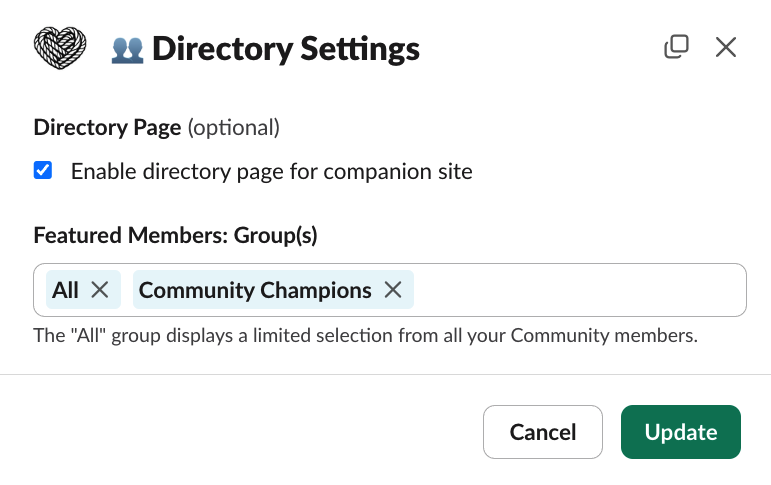 👥 Directory Settings
Directory Page (optional)
Enable directory page for companion site
Featured Members: Group(s)
All Community Champions
The "All" group displays a limited selection from all your Community members.
Cancel Update